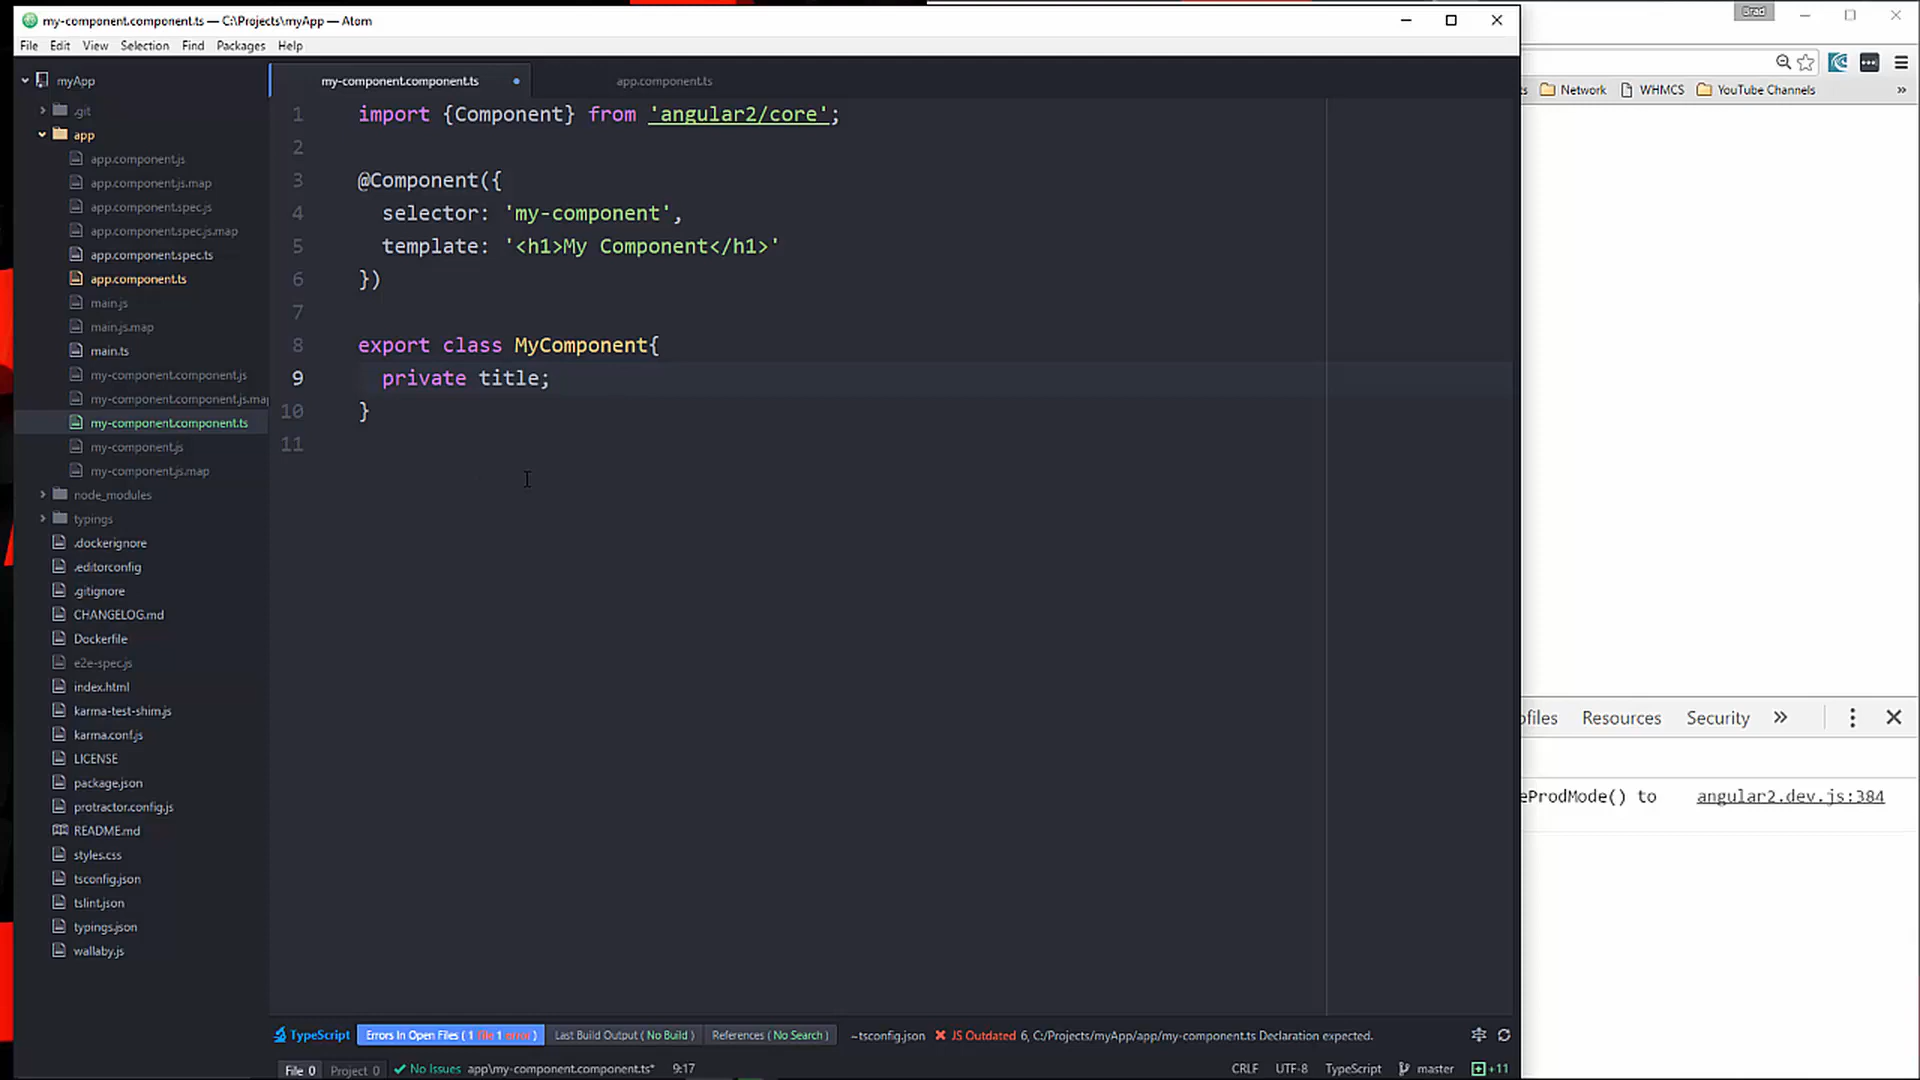 my-component.component.ts — C:\Projects\myApp — Atom
Brad
File Edit View Selection Find Packages Help
Network WHMCS YouTube Channels »
myApp
.git
app
app.component.js
app.component.js.map
app.component.spec.js
app.component.spec.js.map
app.component.spec.ts
app.component.ts
main.js
main.js.map
main.ts
my-component.component.js
my-component.component.js.map
my-component.component.ts
my-component.js
my-component.js.map
node_modules
typings
.dockerignore
.editorconfig
.gitignore
CHANGELOG.md
Dockerfile
e2e-spec.js
index.html
karma-test-shim.js
karma.conf.js
LICENSE
package.json
protractor.config.js
README.md
styles.css
tsconfig.json
tslint.json
typings.json
wallaby.js
my-component.component.ts app.component.ts
1 import {Component} from 'angular2/core';
2
3 @Component({
4 selector: 'my-component',
5 template: '<h1>My Component</h1>'
6 })
7
8 export class MyComponent{
9 private title;
10 }
11
ofiles Resources Security »
eProdMode() to angular2.dev.js:384
TypeScript Errors In Open Files ( 1 file 1 error ) Last Build Output ( No Build ) References ( No Search ) ~tsconfig.json JS Outdated 6, C:/Projects/myApp/app/my-component.ts Declaration expected.
File 0 Project 0 No Issues app\my-component.component.ts* 9:17 CRLF UTF-8 TypeScript master +11